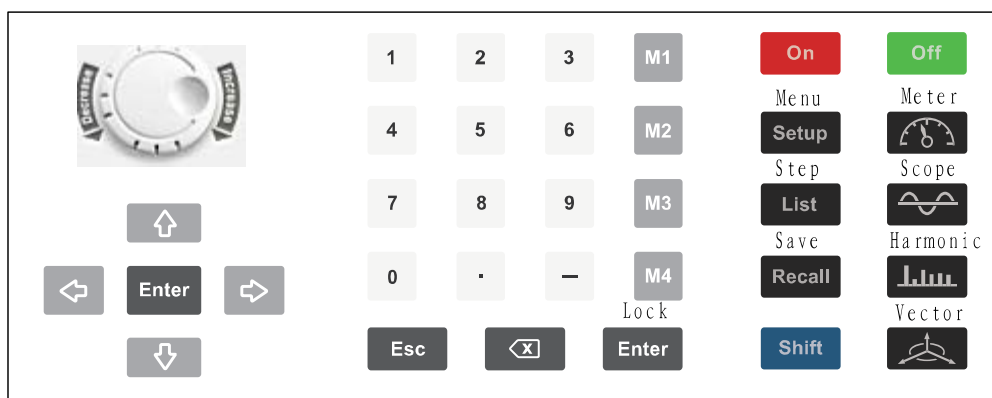 Decrease Increase
1 2 3 M1 On Off
Menu Meter
4 5 6 M2 Setup
Step Scope
7 8 9 M3 List
Save Harmonic
0 . — M4 Recall
Enter
Lock Vector
Esc X Enter Shift